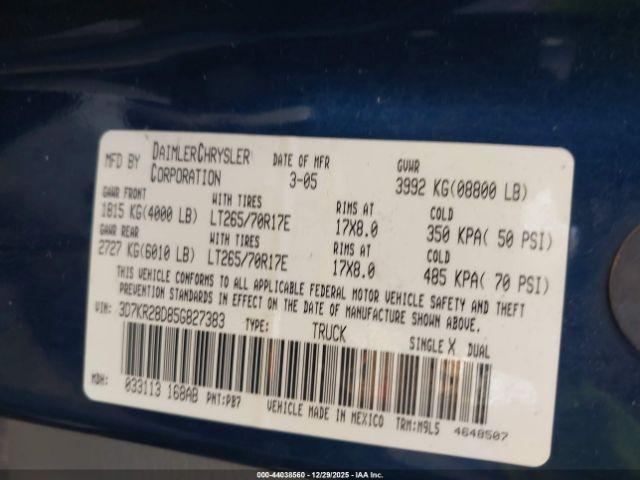 MFD BY DAIMLERCHRYSLER CORPORATION DATE OF MFR 3-05 GVWR 3992 KG(08800 LB)
GAWR FRONT WITH TIRES RIMS AT COLD
1815 KG(4000 LB) LT265/70R17E 17X8.0 350 KPA( 50 PSI)
GAWR REAR WITH TIRES RIMS AT COLD
2727 KG(6010 LB) LT265/70R17E 17X8.0 485 KPA( 70 PSI)
THIS VEHICLE CONFORMS TO ALL APPLICABLE FEDERAL MOTOR VEHICLE SAFETY AND THEFT
PREVENTION STANDARDS IN EFFECT ON THE DATE OF MANUFACTURE SHOWN ABOVE.
VIN: 3D7KR28D85G827383 TYPE: TRUCK SINGLE X DUAL
MDH: 033113 168AB PNT:PB7 VEHICLE MADE IN MEXICO TRM:M9L5 4648507
000-44038560 - 12/29/2025 - IAA Inc.